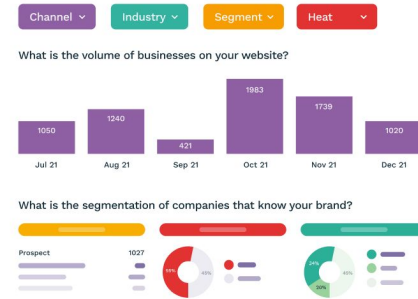 Channel
Industry
Segment
Heat
What is the volume of businesses on your website?
1050 1240 421 1983 1739 1020
Jul 21 Aug 21 Sep 21 Oct 21 Nov 21 Dec 21
What is the segmentation of companies that know your brand?
Prospect 1027
24%
30%